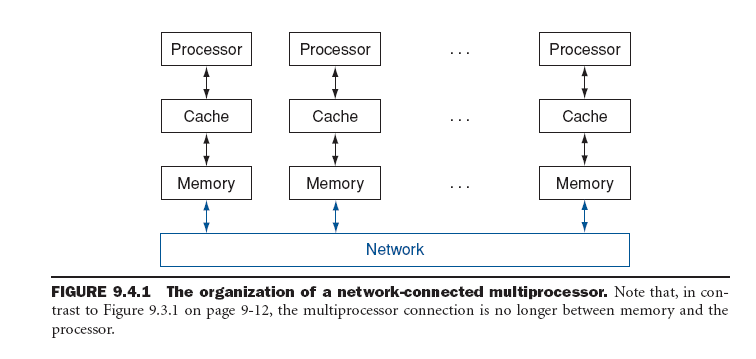 Processor Processor ... Processor
Cache Cache ... Cache
Memory Memory ... Memory
Network
FIGURE 9.4.1 The organization of a network-connected multiprocessor. Note that, in con-
trast to Figure 9.3.1 on page 9-12, the multiprocessor connection is no longer between memory and the
processor.